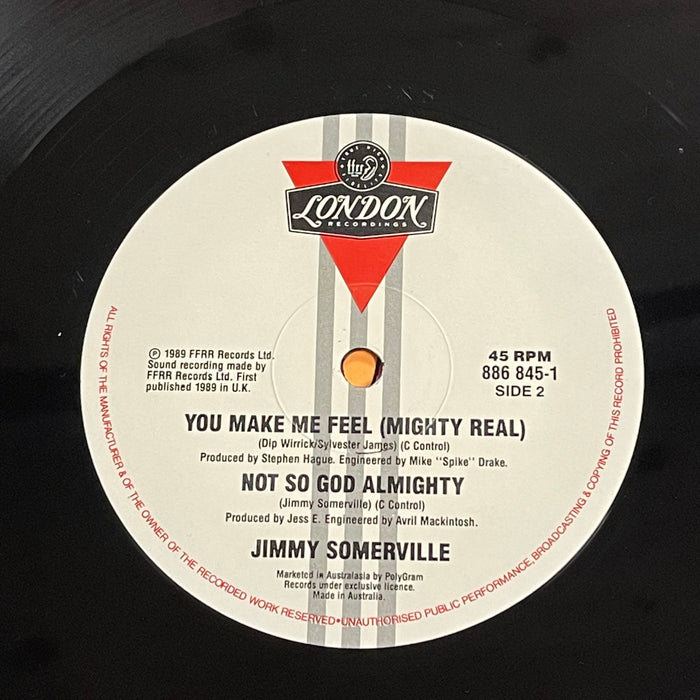 FULL FREQUENCY
ffrr
LONDON
RECORDINGS
℗ 1989 FFRR Records Ltd.
Sound recording made by
FFRR Records Ltd. First
published 1989 in U.K.
45 RPM
886 845-1
SIDE 2
YOU MAKE ME FEEL (MIGHTY REAL)
(Dip Wirrick/Sylvester James) (C Control)
Produced by Stephen Hague. Engineered by Mike "Spike" Drake.
NOT SO GOD ALMIGHTY
(Jimmy Somerville) (C Control)
Produced by Jess E. Engineered by Avril Mackintosh.
JIMMY SOMERVILLE
Marketed in Australasia by PolyGram
Records under exclusive licence.
Made in Australia.
ALL RIGHTS OF THE MANUFACTURER & OF THE OWNER OF THE RECORDED WORK RESERVED•UNAUTHORISED PUBLIC PERFORMANCE, BROADCASTING & COPYING OF THIS RECORD PROHIBITED